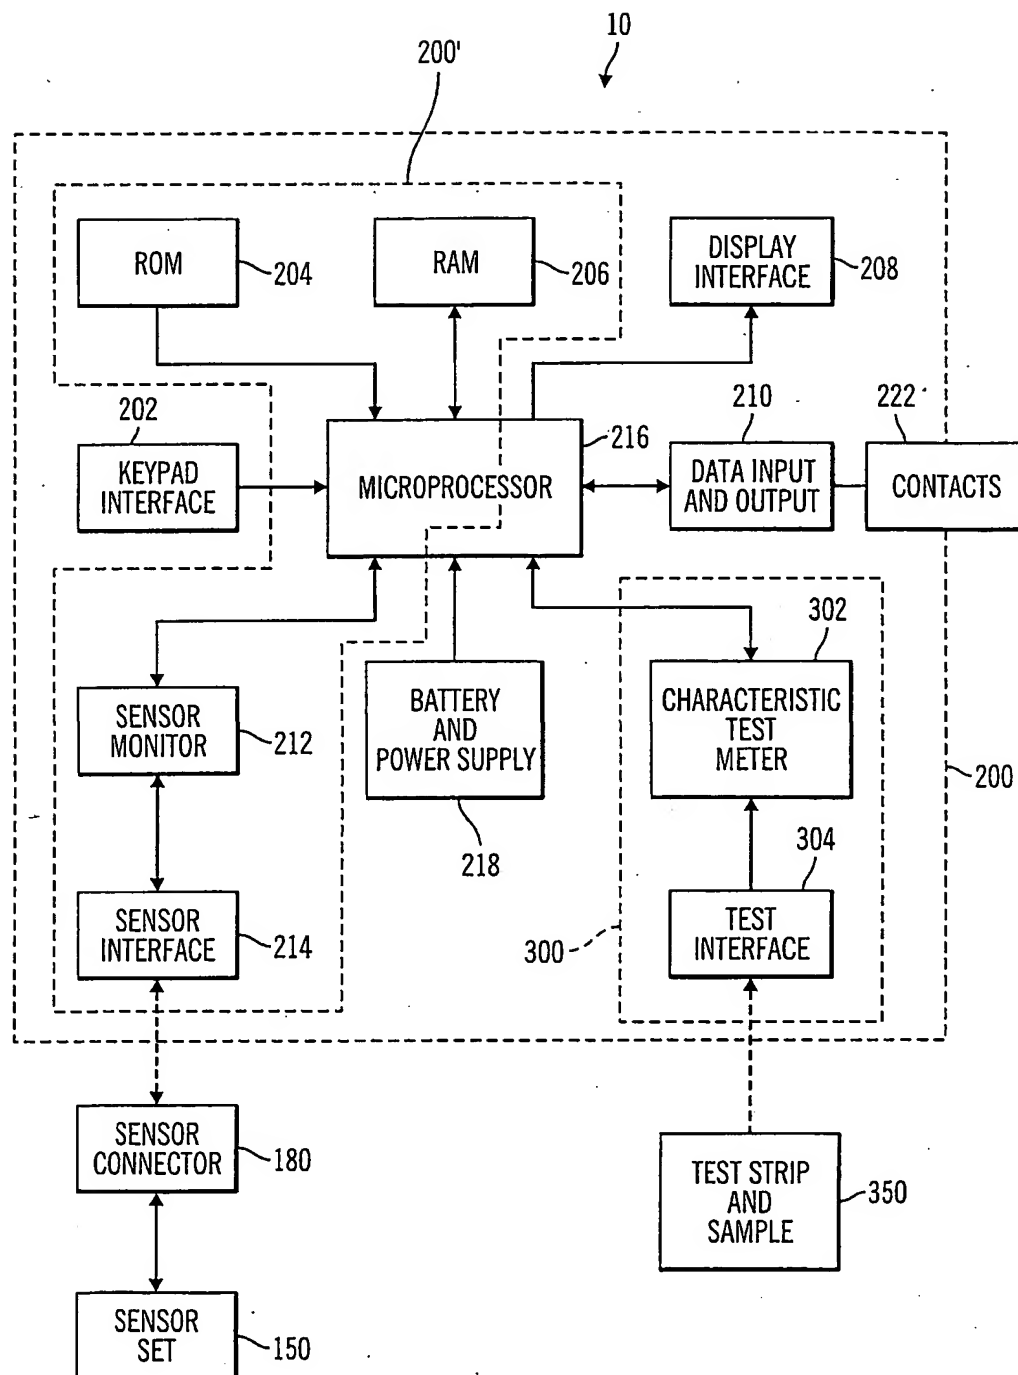 10
200'
ROM
204
RAM
206
DISPLAY
INTERFACE
208
202
KEYPAD
INTERFACE
MICROPROCESSOR
216
210
DATA INPUT
AND OUTPUT
222
CONTACTS
SENSOR
MONITOR
212
BATTERY
AND
POWER SUPPLY
218
302
CHARACTERISTIC
TEST
METER
200
304
TEST
INTERFACE
300
SENSOR
INTERFACE
214
SENSOR
CONNECTOR
180
TEST STRIP
AND
SAMPLE
350
SENSOR
SET
150